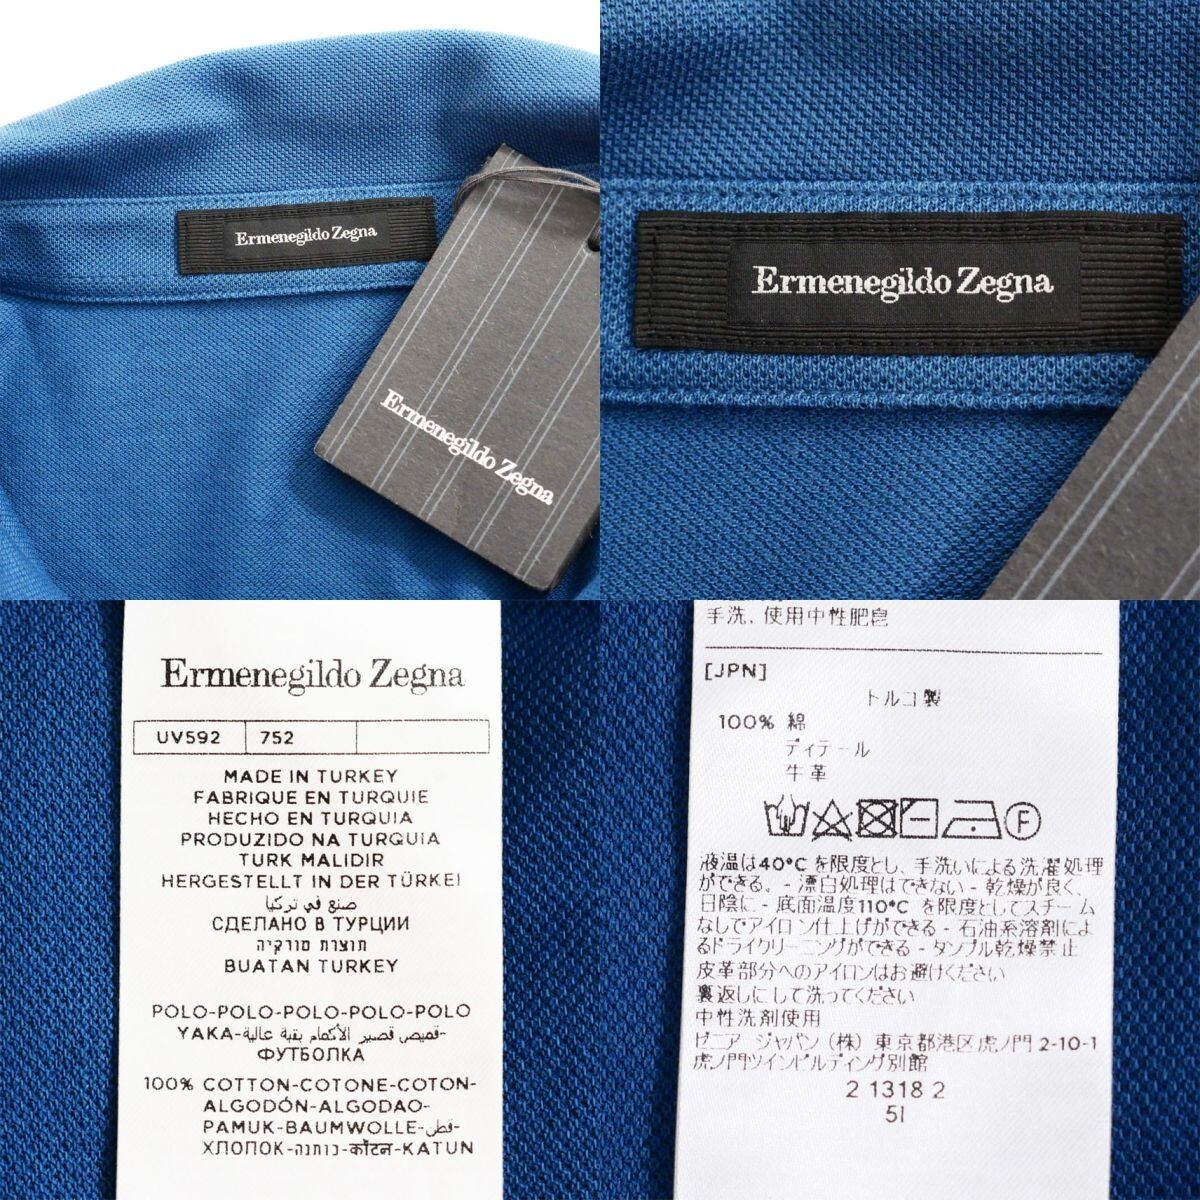 Ermenegildo Zegna
Ermenegildo Zegna
Ermenegildo Zegna
Ermenegildo Zegna
UV592 752
MADE IN TURKEY
FABRIQUE EN TURQUIE
HECHO EN TURQUIA
PRODUZIDO NA TURQUIA
TURK MALIDIR
HERGESTELLT IN DER TÜRKEI
صنع في تركيا
СДЕЛАНО В ТУРЦИИ
תוצרת טורקיה
BUATAN TURKEY
POLO-POLO-POLO-POLO-POLO
YAKA-قميص قصير الأكمام بقبة عالية-
ФУТБОЛКА
100% COTTON-COTONE-COTON-
ALGODÓN-ALGODAO-
PAMUK-BAUMWOLLE-قطن-
ХЛОПОК-כותנה-कॉटन-KATUN
手洗, 使用中性肥皂
[JPN]
トルコ製
100% 綿
ディテール
牛革
F
液温は40°C を限度とし、手洗いによる洗濯処理
ができる。- 漂白処理はできない - 乾燥が良く、
日陰に - 底面温度110°C を限度としてスチーム
なしでアイロン仕上げができる - 石油系溶剤によ
るドライクリーニングができる - タンブル乾燥禁止
皮革部分へのアイロンはお避けください
裏返しにして洗ってください
中性洗剤使用
ゼニア ジャパン (株) 東京都港区虎ノ門 2-10-1
虎ノ門ツインビルディング別館
2 1318 2
51